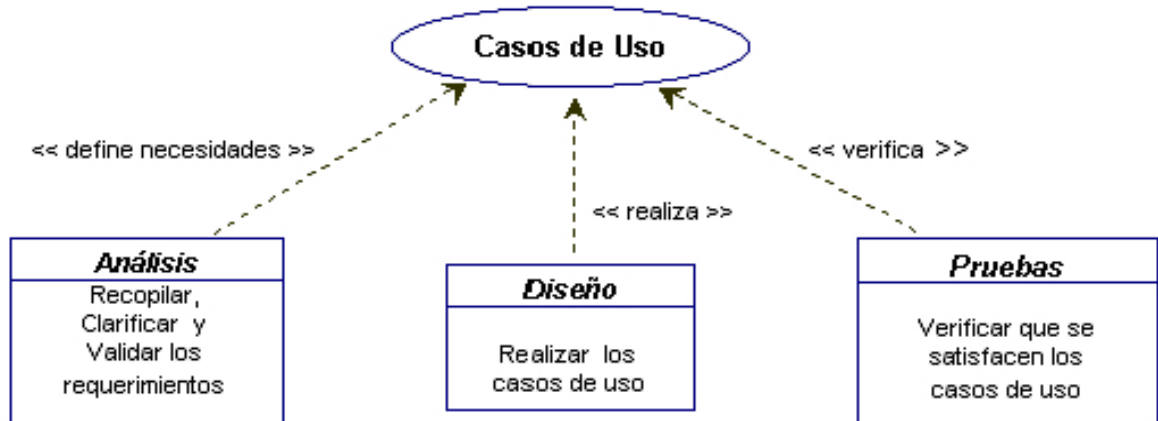 Casos de Uso
<< define necesidades >>
<< verifica >>
<< realiza >>
Análisis
Recopilar,
Clarificar y
Validar los
requerimientos
Diseño
Realizar los
casos de uso
Pruebas
Verificar que se
satisfacen los
casos de uso